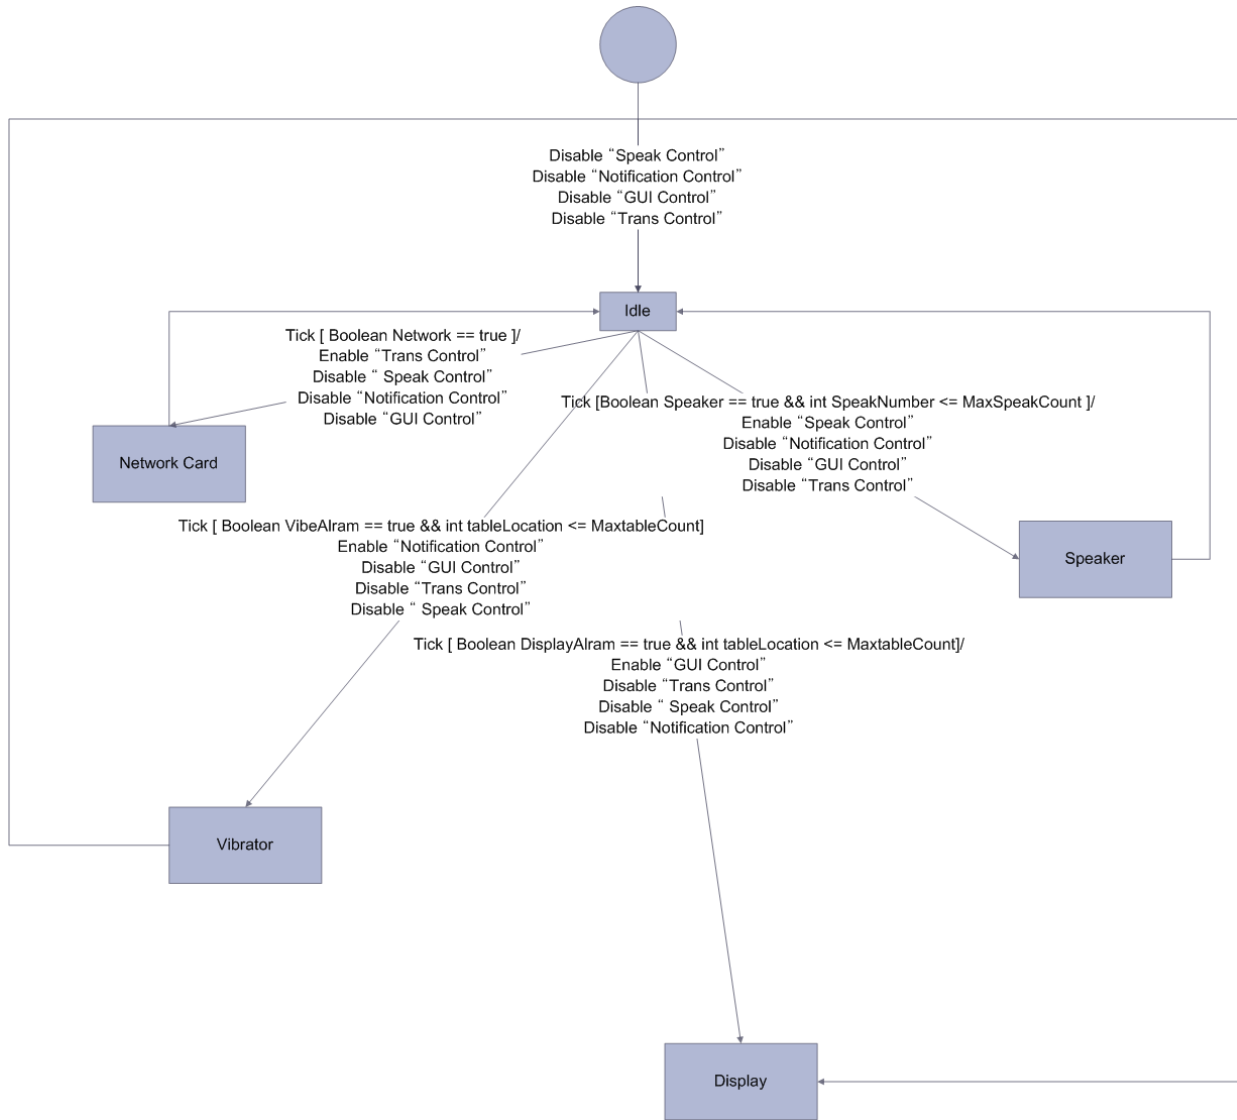 Disable “Speak Control”
Disable “Notification Control”
Disable “GUI Control”
Disable “Trans Control”
Idle
Tick [ Boolean Network == true ]/
Enable “Trans Control”
Disable “ Speak Control”
Disable “Notification Control”
Disable “GUI Control”
Tick [Boolean Speaker == true && int SpeakNumber <= MaxSpeakCount ]/
Enable “Speak Control”
Disable “Notification Control”
Disable “GUI Control”
Disable “Trans Control”
Network Card
Tick [ Boolean VibeAlram == true && int tableLocation <= MaxtableCount]
Enable “Notification Control”
Disable “GUI Control”
Disable “Trans Control”
Disable “ Speak Control”
Speaker
Tick [ Boolean DisplayAlram == true && int tableLocation <= MaxtableCount]/
Enable “GUI Control”
Disable “Trans Control”
Disable “ Speak Control”
Disable “Notification Control”
Vibrator
Display